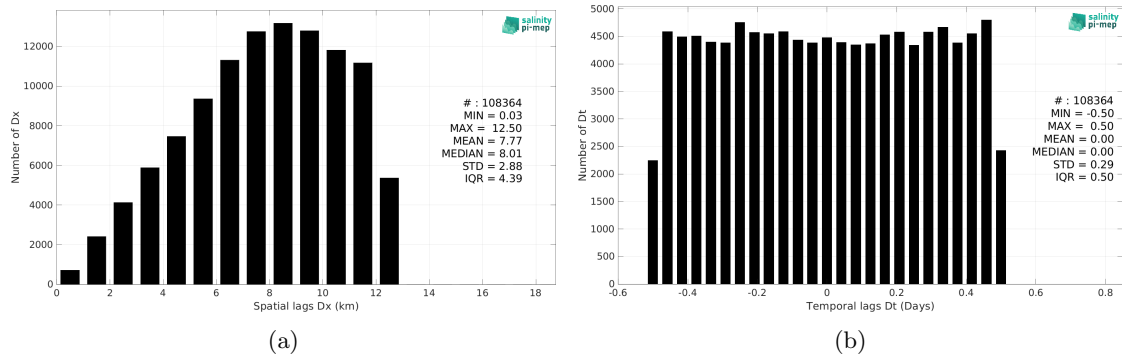 salinity
pi-mep
Number of Dx
12000
10000
8000
6000
4000
2000
0
# : 108364
MIN = 0.03
MAX = 12.50
MEAN = 7.77
MEDIAN = 8.01
STD = 2.88
IQR = 4.39
0 2 4 6 8 10 12 14 16 18
Spatial lags Dx (km)
(a)
salinity
pi-mep
Number of Dt
5000
4500
4000
3500
3000
2500
2000
1500
1000
500
0
# : 108364
MIN = -0.50
MAX = 0.50
MEAN = 0.00
MEDIAN = 0.00
STD = 0.29
IQR = 0.50
-0.6 -0.4 -0.2 0 0.2 0.4 0.6 0.8
Temporal lags Dt (Days)
(b)